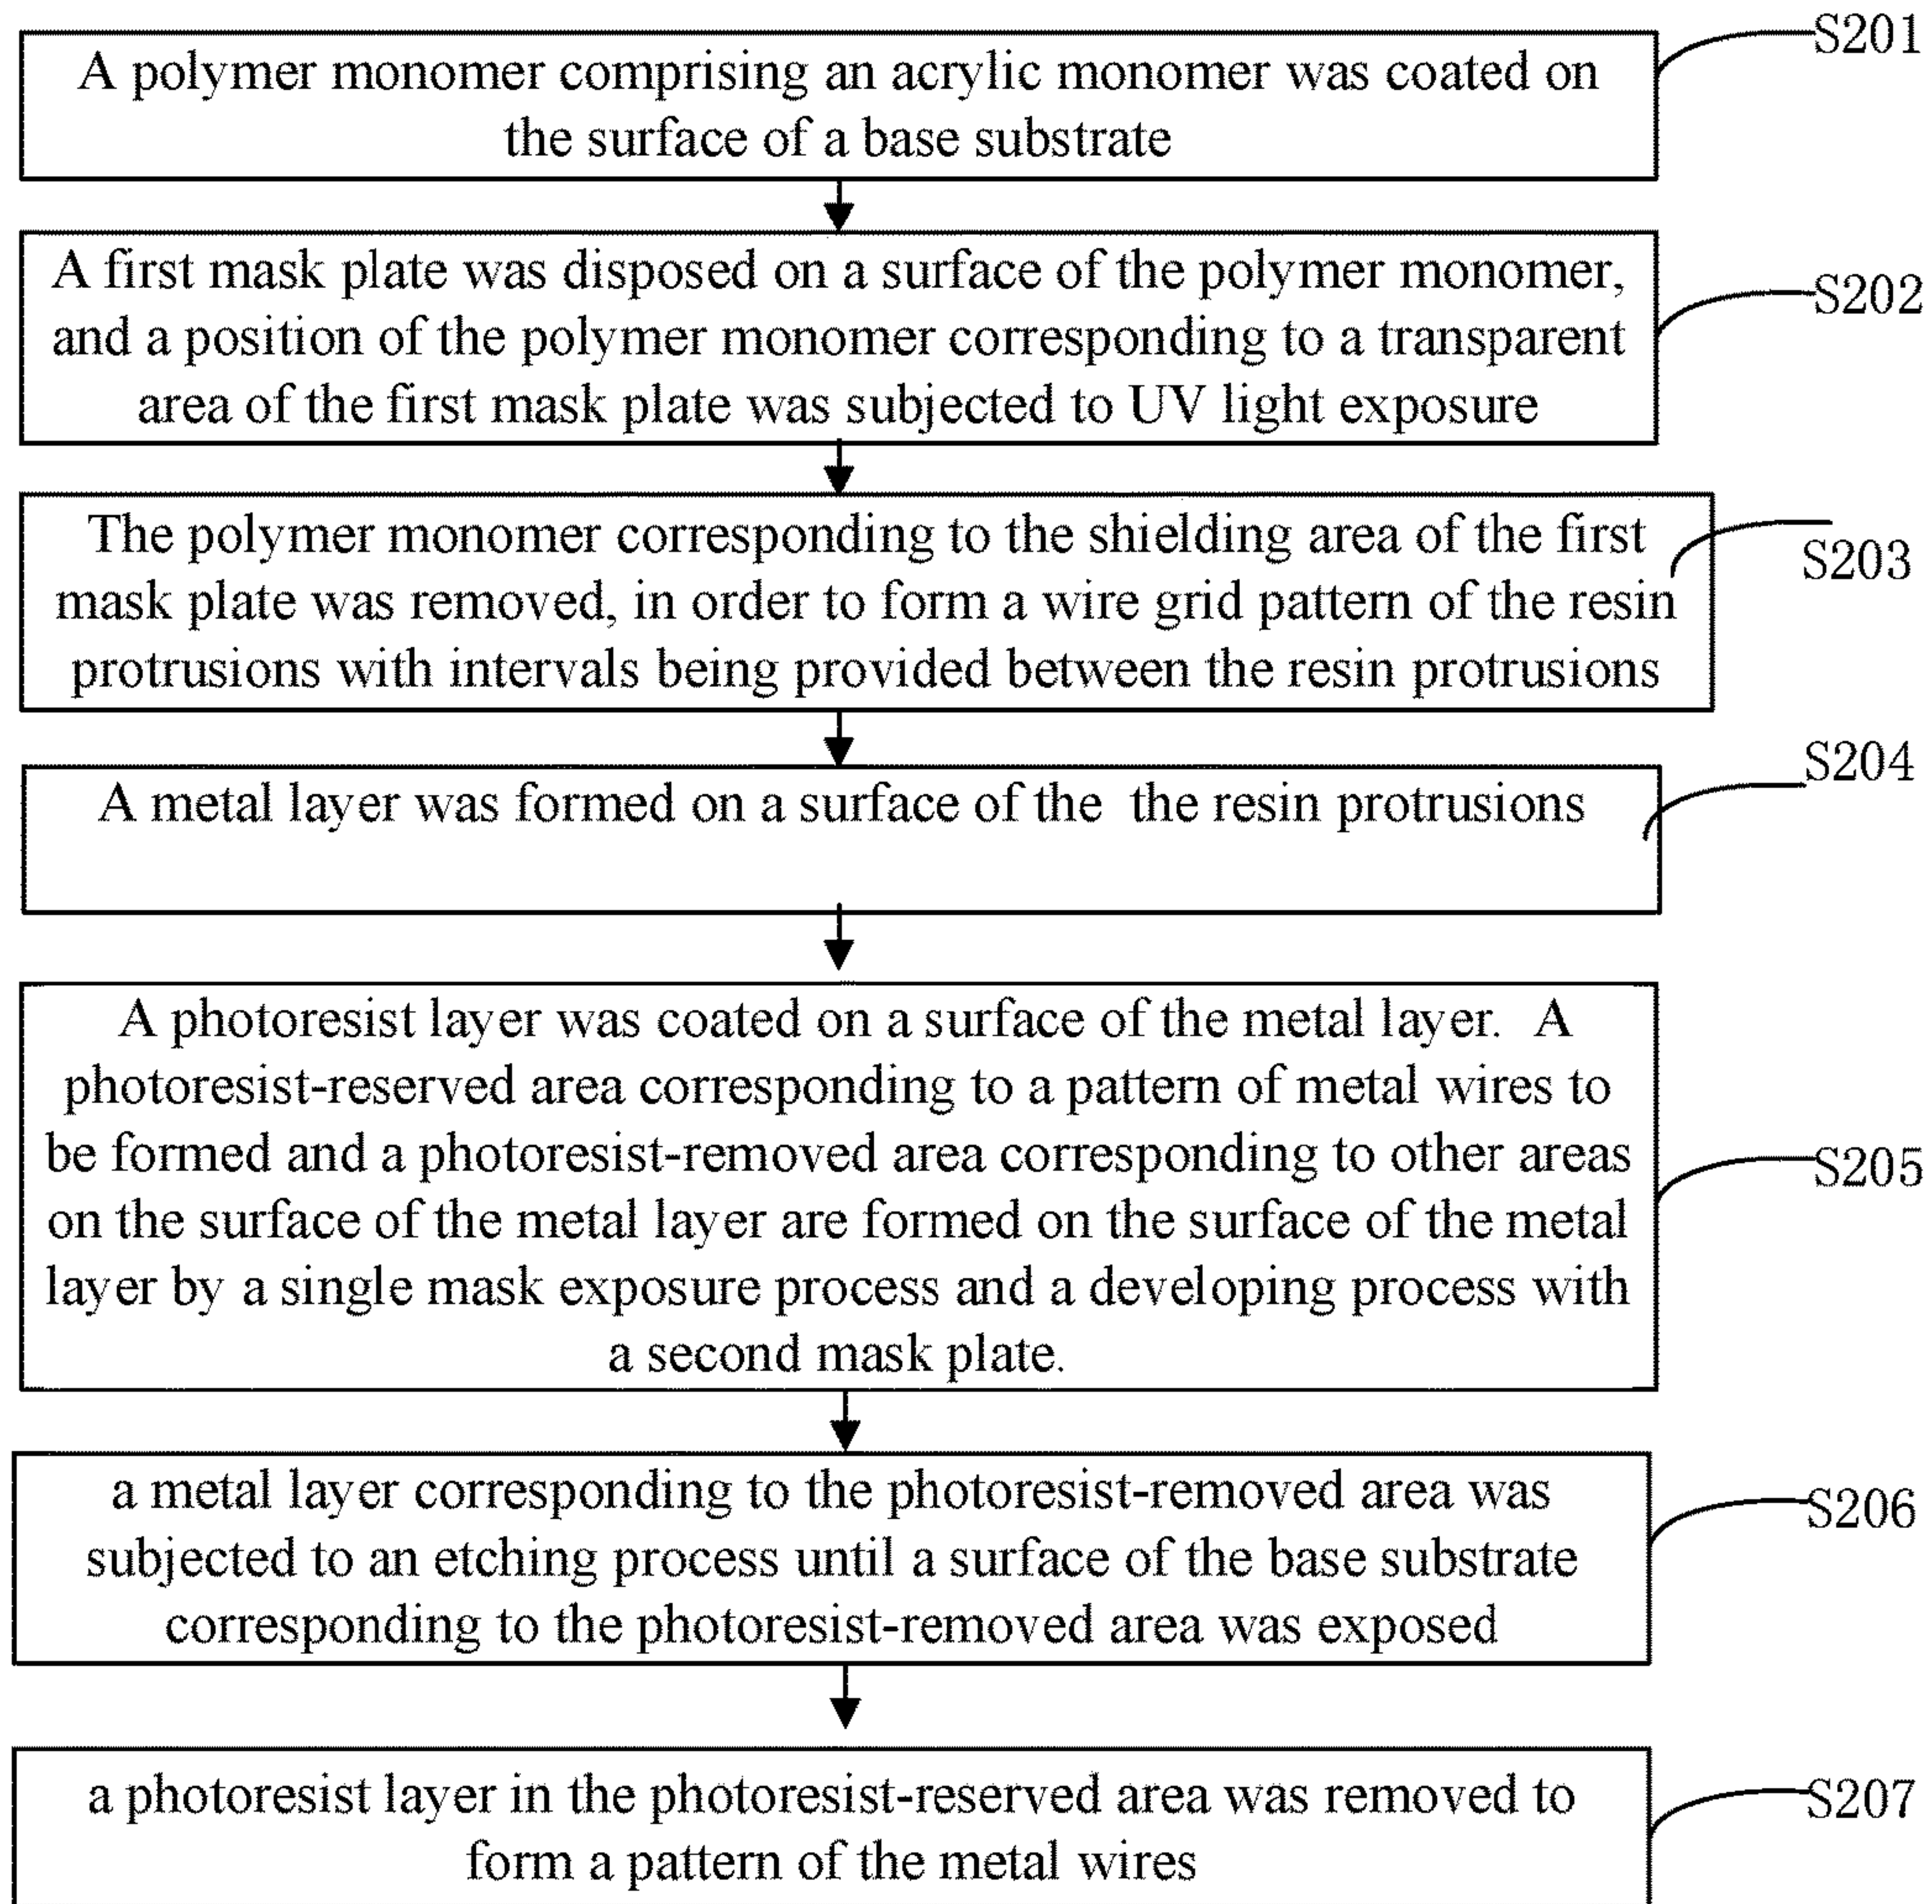 S201
A polymer monomer comprising an acrylic monomer was coated on
the surface of a base substrate
A first mask plate was disposed on a surface of the polymer monomer,
and a position of the polymer monomer corresponding to a transparent
area of the first mask plate was subjected to UV light exposure
S202
The polymer monomer corresponding to the shielding area of the first
mask plate was removed, in order to form a wire grid pattern of the resin
protrusions with intervals being provided between the resin protrusions
S203
A metal layer was formed on a surface of the the resin protrusions
S204
A photoresist layer was coated on a surface of the metal layer. A
photoresist-reserved area corresponding to a pattern of metal wires to
be formed and a photoresist-removed area corresponding to other areas
on the surface of the metal layer are formed on the surface of the metal
layer by a single mask exposure process and a developing process with
a second mask plate.
S205
a metal layer corresponding to the photoresist-removed area was
subjected to an etching process until a surface of the base substrate
corresponding to the photoresist-removed area was exposed
S206
a photoresist layer in the photoresist-reserved area was removed to
form a pattern of the metal wires
S207